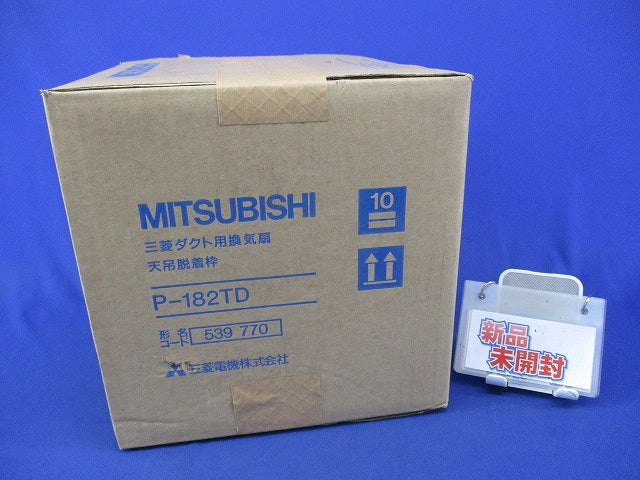 MITSUBISHI
10
三菱ダクト用換気扇
天吊脱着枠
P-182TD
形名
コード
539 770
三菱電機株式会社
新品
未開封